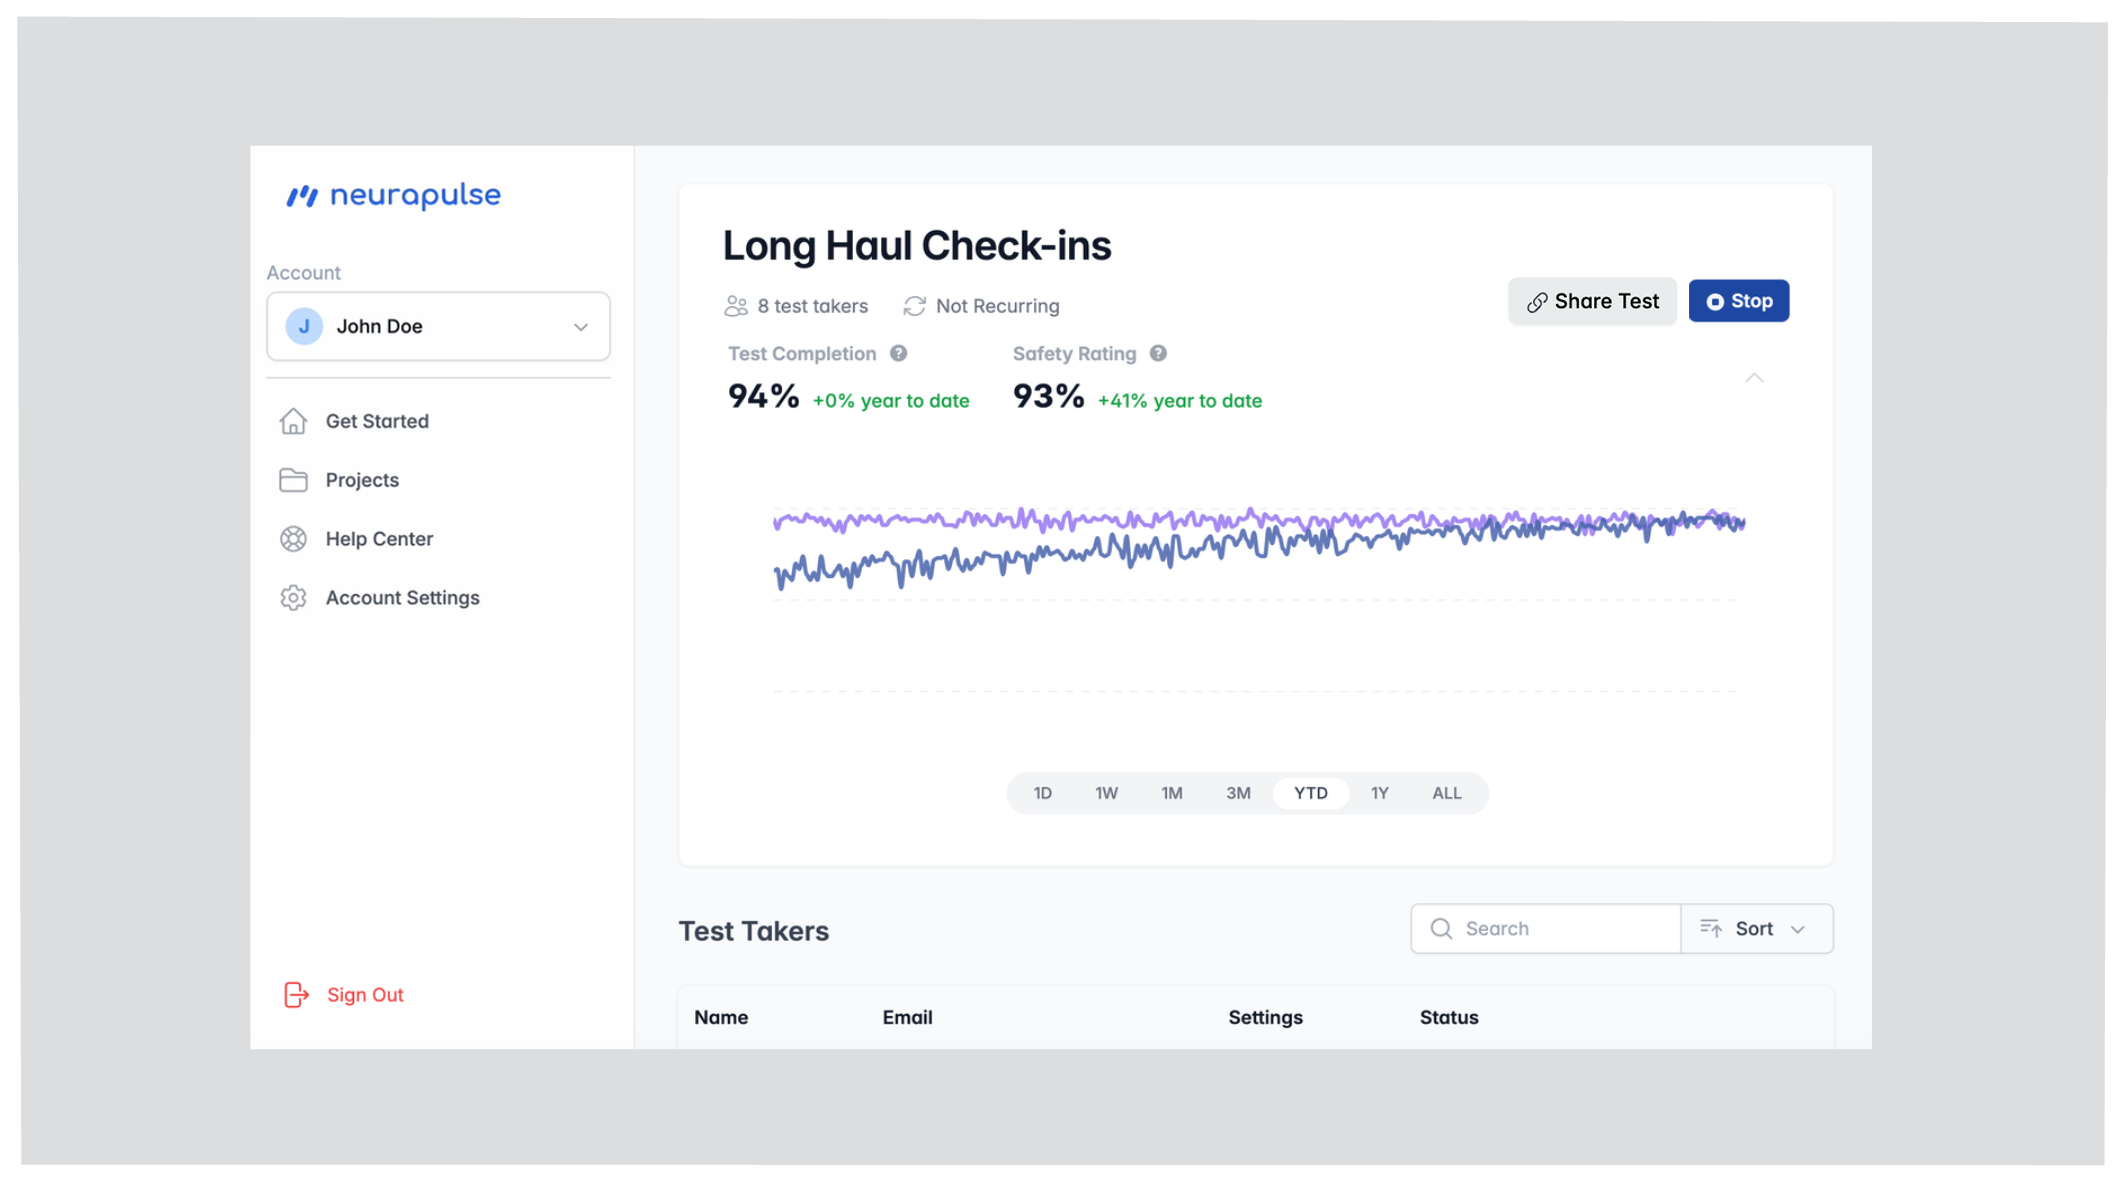 neurapulse
Account
J John Doe
Get Started
Projects
Help Center
Account Settings
Sign Out
Long Haul Check-ins
8 test takers Not Recurring
Share Test Stop
Test Completion ? Safety Rating ?
94% +0% year to date 93% +41% year to date
1D 1W 1M 3M YTD 1Y ALL
Test Takers
Search Sort
Name Email Settings Status